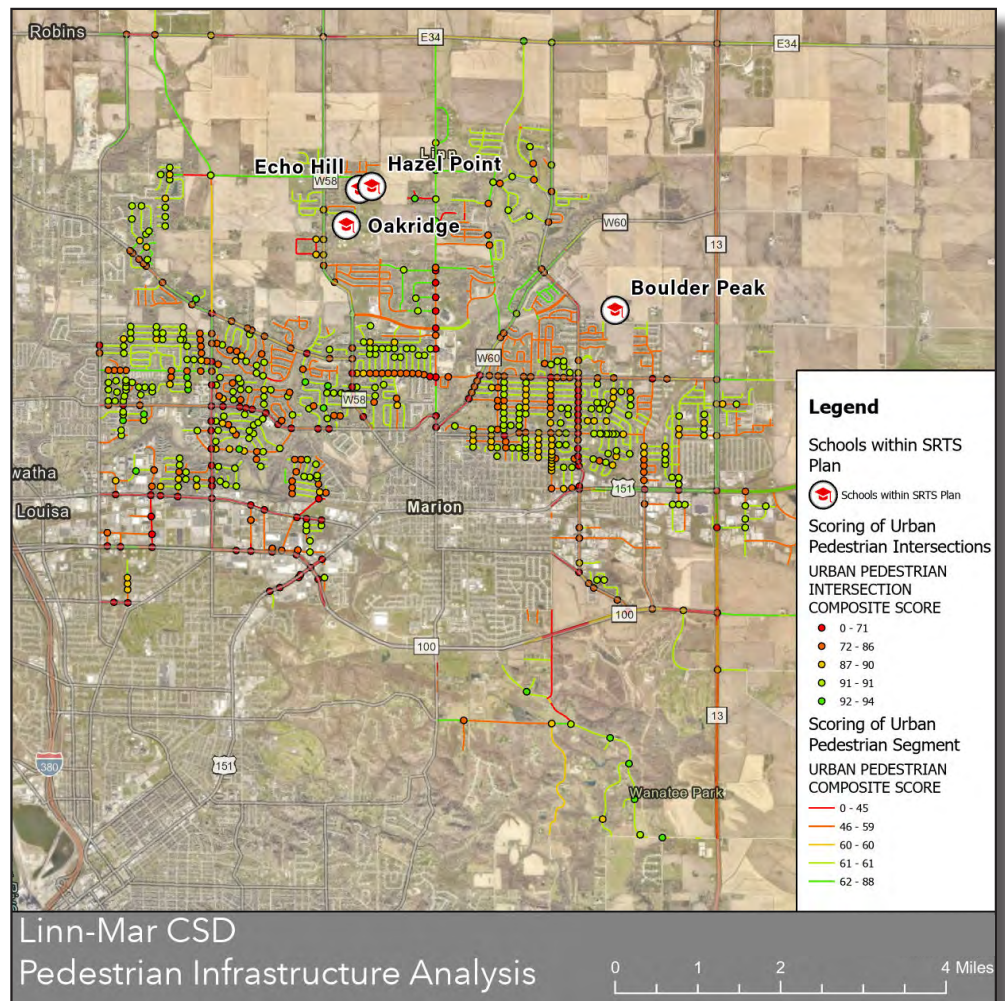 Robins
E34
E34
Linn
Echo Hill
Hazel Point
W58
Oakridge
W60
13
Boulder Peak
W60
W58
watha
151
Louisa
Marion
100
100
13
380
151
Wanatee Park
Legend
Schools within SRTS
Plan
Schools within SRTS Plan
Scoring of Urban
Pedestrian Intersections
URBAN PEDESTRIAN
INTERSECTION
COMPOSITE SCORE
0 - 71
72 - 86
87 - 90
91 - 91
92 - 94
Scoring of Urban
Pedestrian Segment
URBAN PEDESTRIAN
COMPOSITE SCORE
0 - 45
46 - 59
60 - 60
61 - 61
62 - 88
Linn-Mar CSD
Pedestrian Infrastructure Analysis
0 1 2 4 Miles